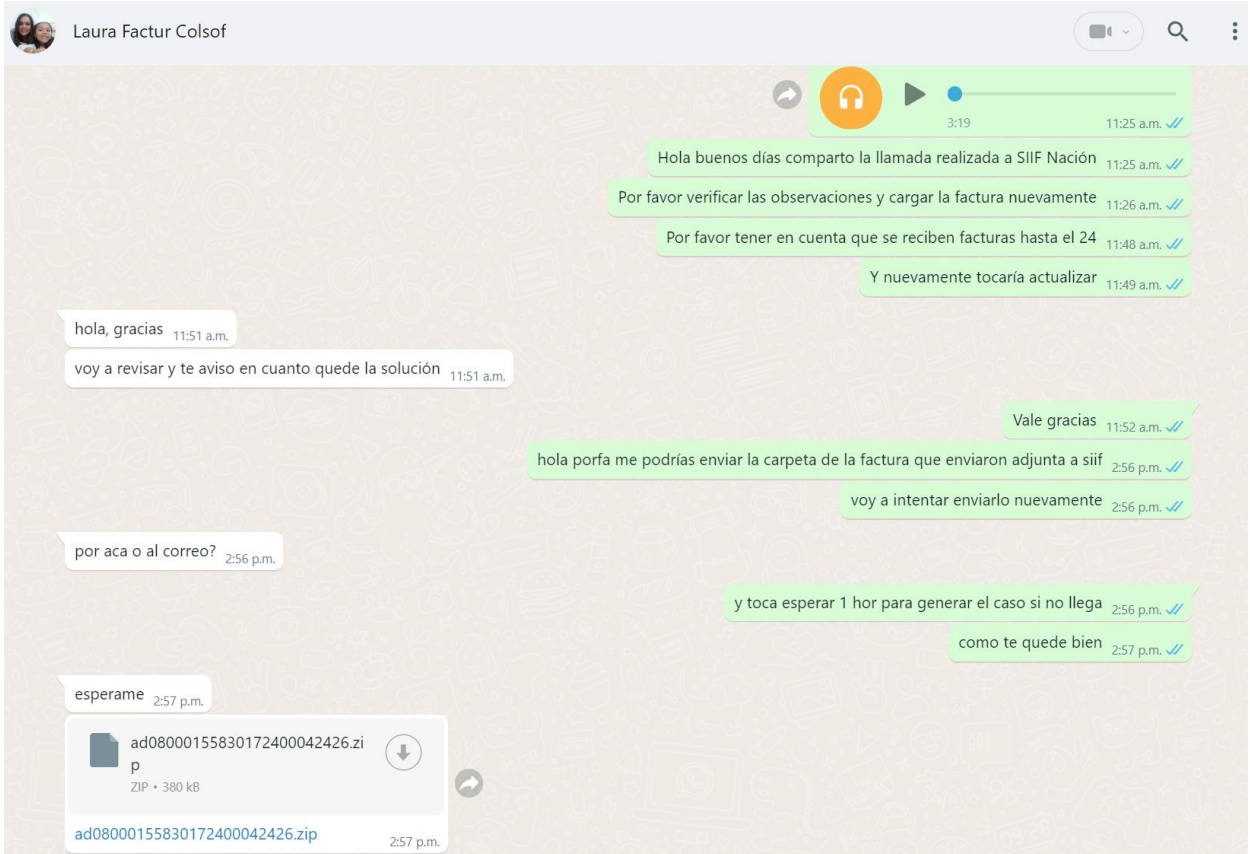 Laura Factur Colsof
3:19
11:25 a.m.
Hola buenos días comparto la llamada realizada a SIIF Nación 11:25 a.m.
Por favor verificar las observaciones y cargar la factura nuevamente 11:26 a.m.
Por favor tener en cuenta que se reciben facturas hasta el 24 11:48 a.m.
Y nuevamente tocaría actualizar 11:49 a.m.
hola, gracias 11:51 a.m.
voy a revisar y te aviso en cuanto quede la solución 11:51 a.m.
Vale gracias 11:52 a.m.
hola porfa me podrías enviar la carpeta de la factura que enviaron adjunta a siif 2:56 p.m.
voy a intentar enviarlo nuevamente 2:56 p.m.
por aca o al correo? 2:56 p.m.
y toca esperar 1 hor para generar el caso si no llega 2:56 p.m.
como te quede bien 2:57 p.m.
esperame 2:57 p.m.
ad08000155830172400042426.zi
p
ZIP • 380 kB
ad08000155830172400042426.zip 2:57 p.m.